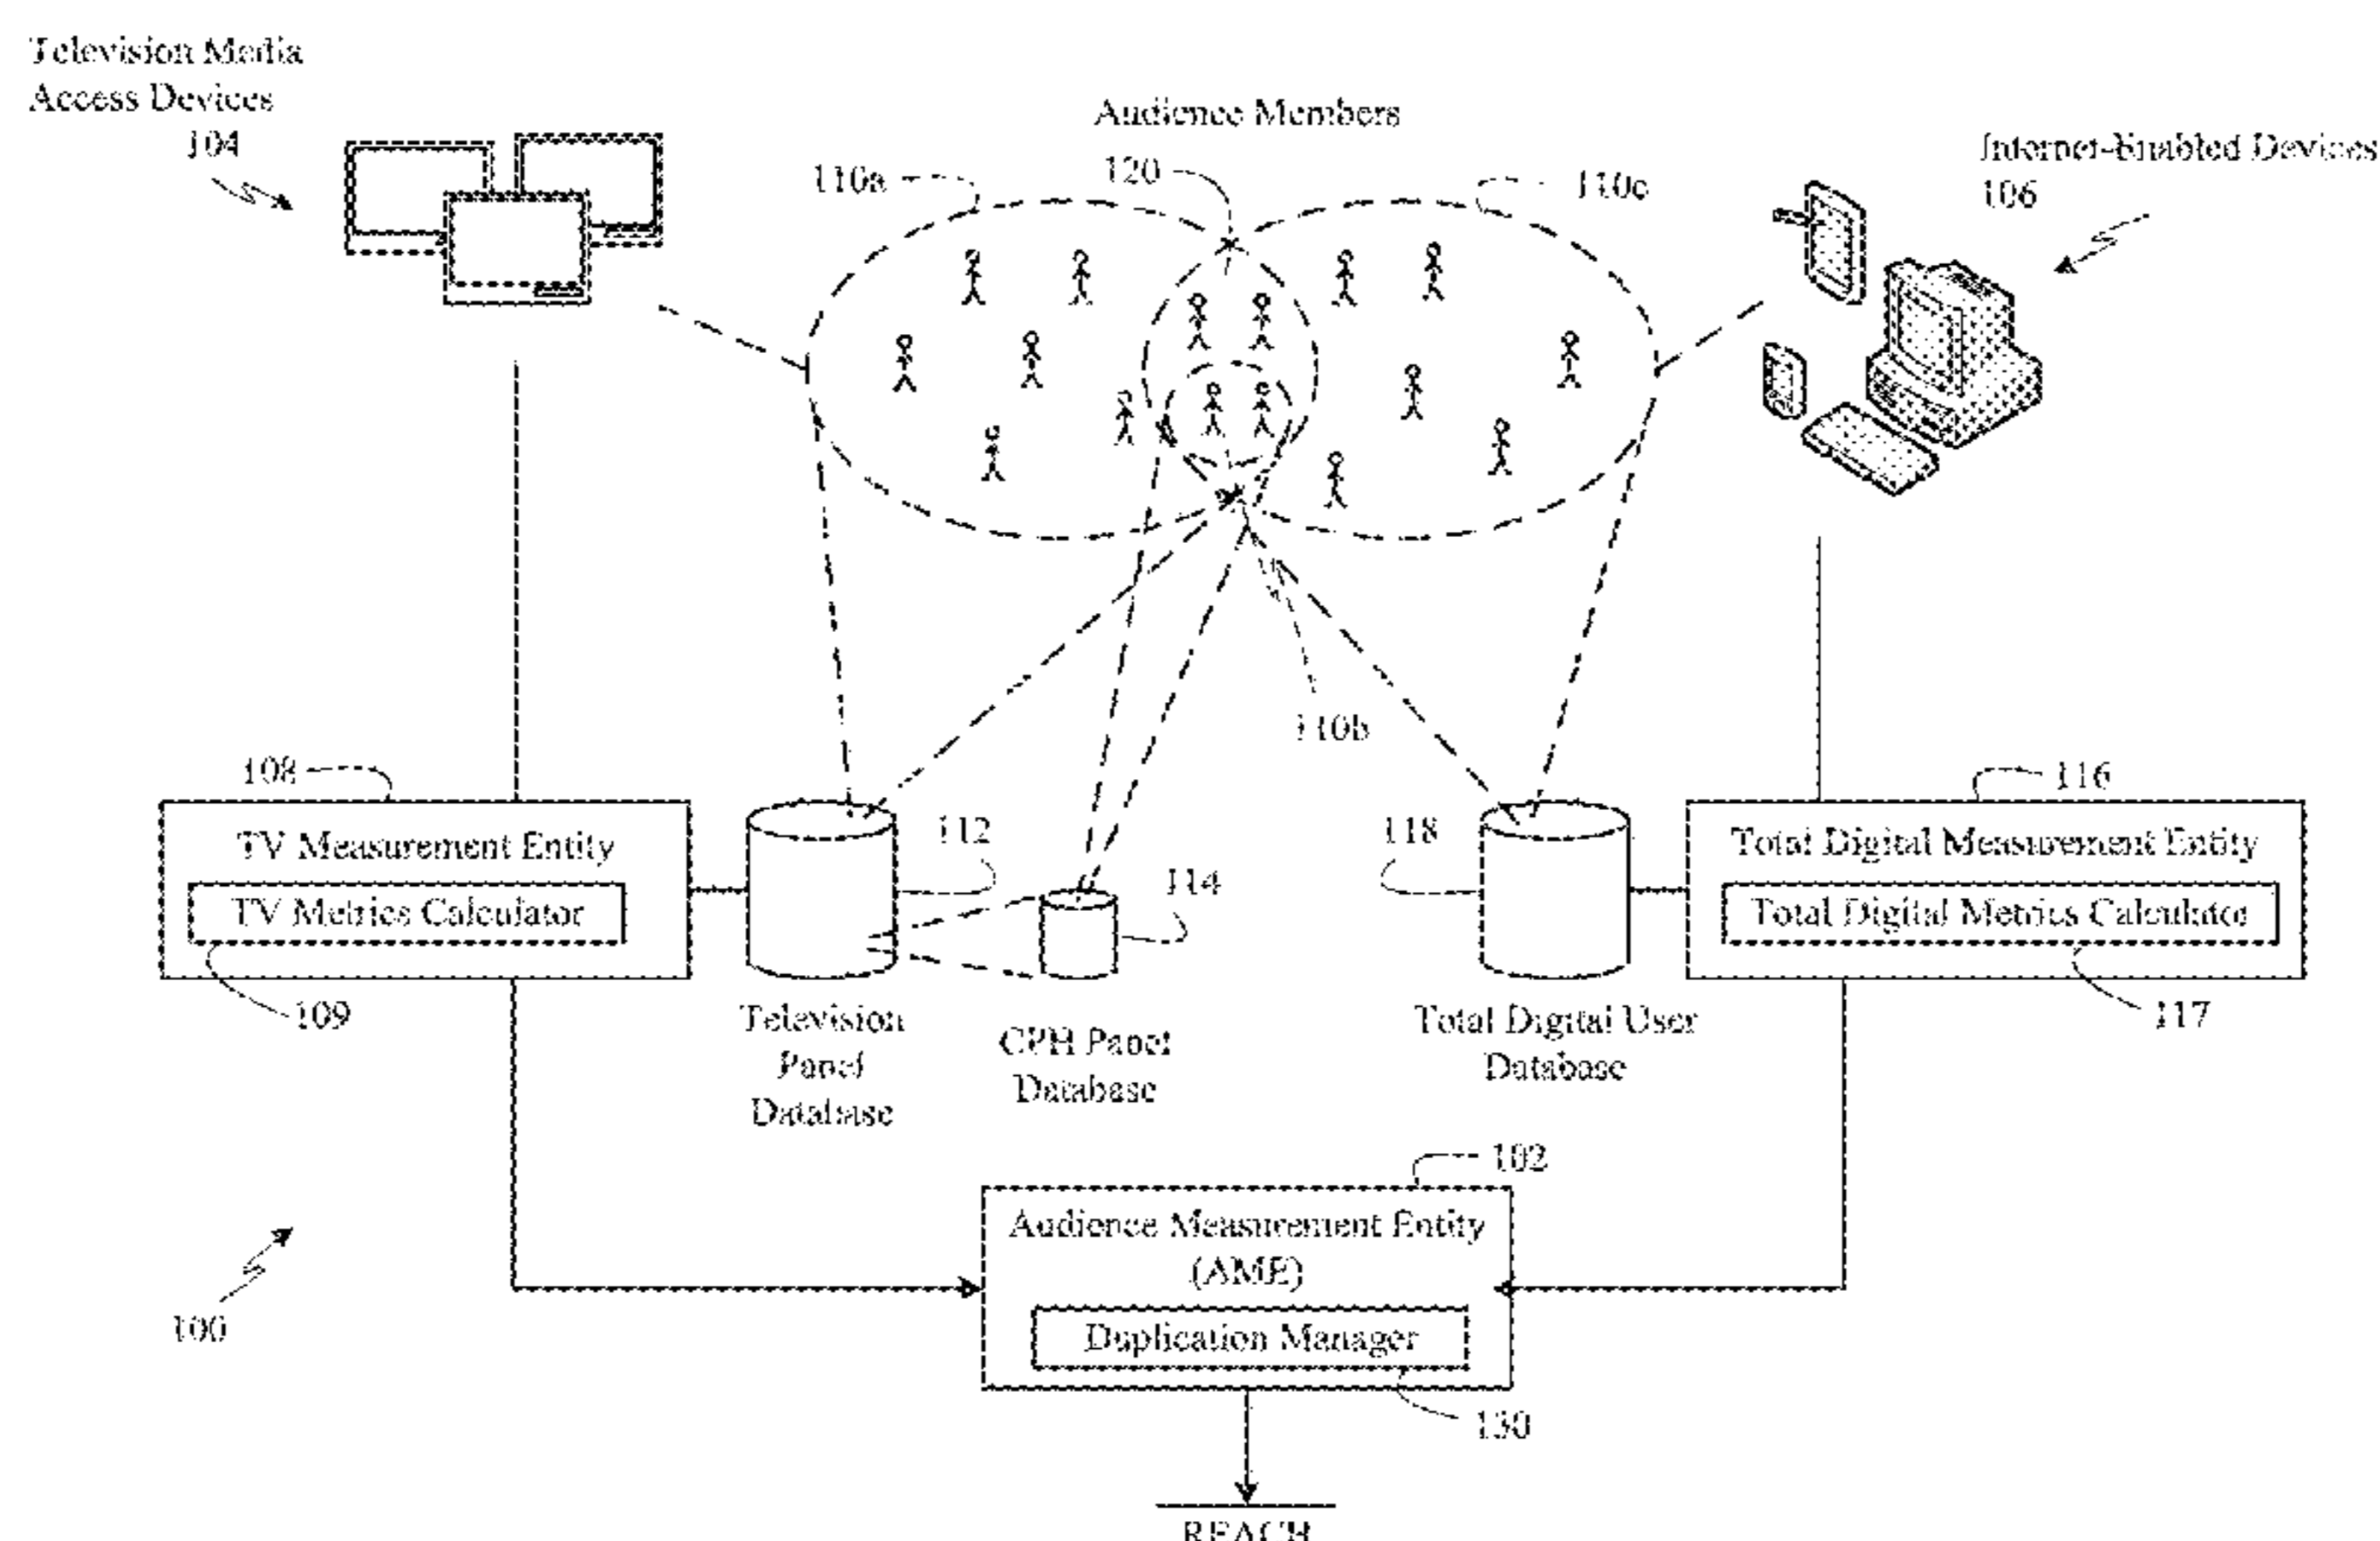 Television Media
Access Devices
104
Audience Members
120
110a
110c
Internet-Enabled Devices
106
110b
108
TV Measurement Entity
TV Metrics Calculator
109
112
114
118
116
Total Digital Measurement Entity
Total Digital Metrics Calculator
117
Television
Panel
Database
CPH Panel
Database
Total Digital User
Database
102
Audience Measurement Entity
(AME)
Duplication Manager
130
100
REACH